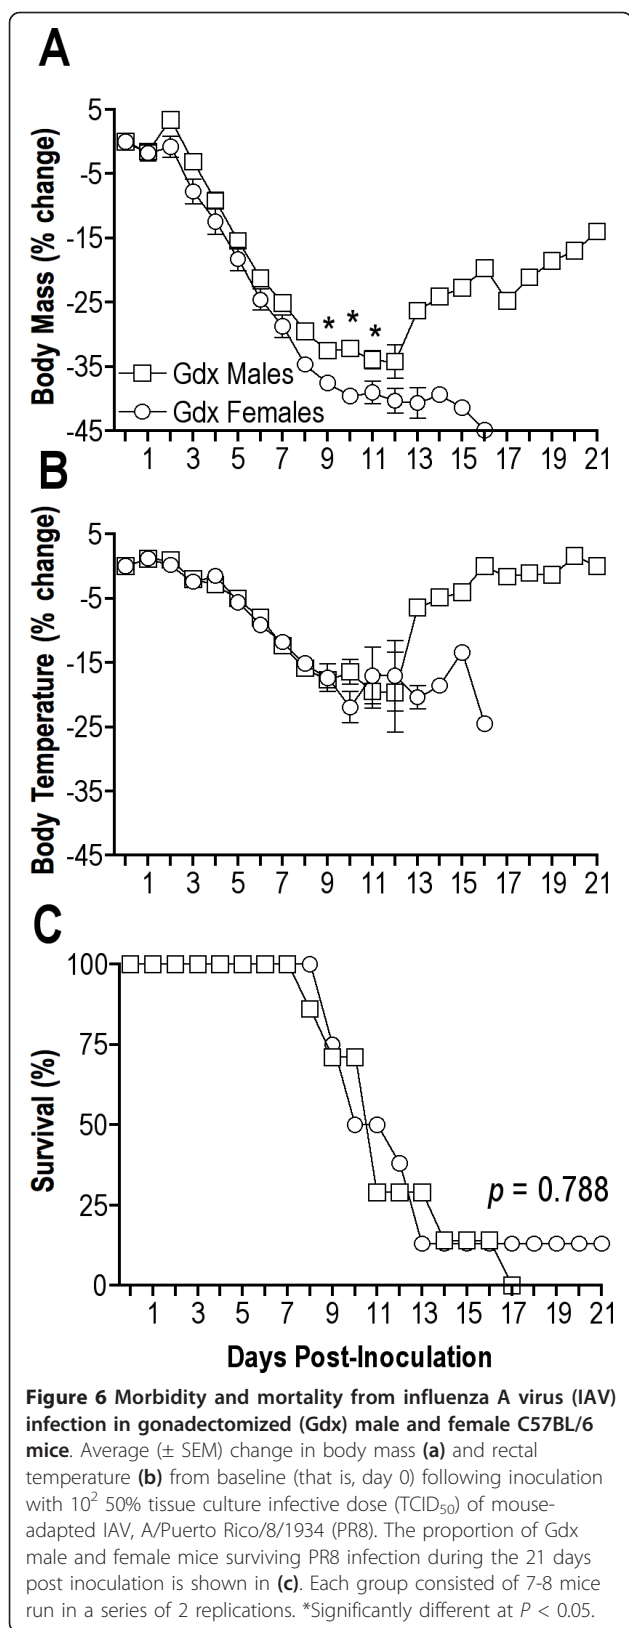 A
Body Mass (% change)
5
-5
-15
-25
-35
-45
* * *
Gdx Males
Gdx Females
1 3 5 7 9 11 13 15 17 19 21
B
Body Temperature (% change)
5
-5
-15
-25
-35
-45
1 3 5 7 9 11 13 15 17 19 21
C
Survival (%)
100
75
50
25
0
p = 0.788
1 3 5 7 9 11 13 15 17 19 21
Days Post-Inoculation
Figure 6 Morbidity and mortality from influenza A virus (IAV)
infection in gonadectomized (Gdx) male and female C57BL/6
mice. Average (± SEM) change in body mass (a) and rectal
temperature (b) from baseline (that is, day 0) following inoculation
with 10² 50% tissue culture infective dose (TCID₅₀) of mouse-
adapted IAV, A/Puerto Rico/8/1934 (PR8). The proportion of Gdx
male and female mice surviving PR8 infection during the 21 days
post inoculation is shown in (c). Each group consisted of 7-8 mice
run in a series of 2 replications. *Significantly different at P < 0.05.